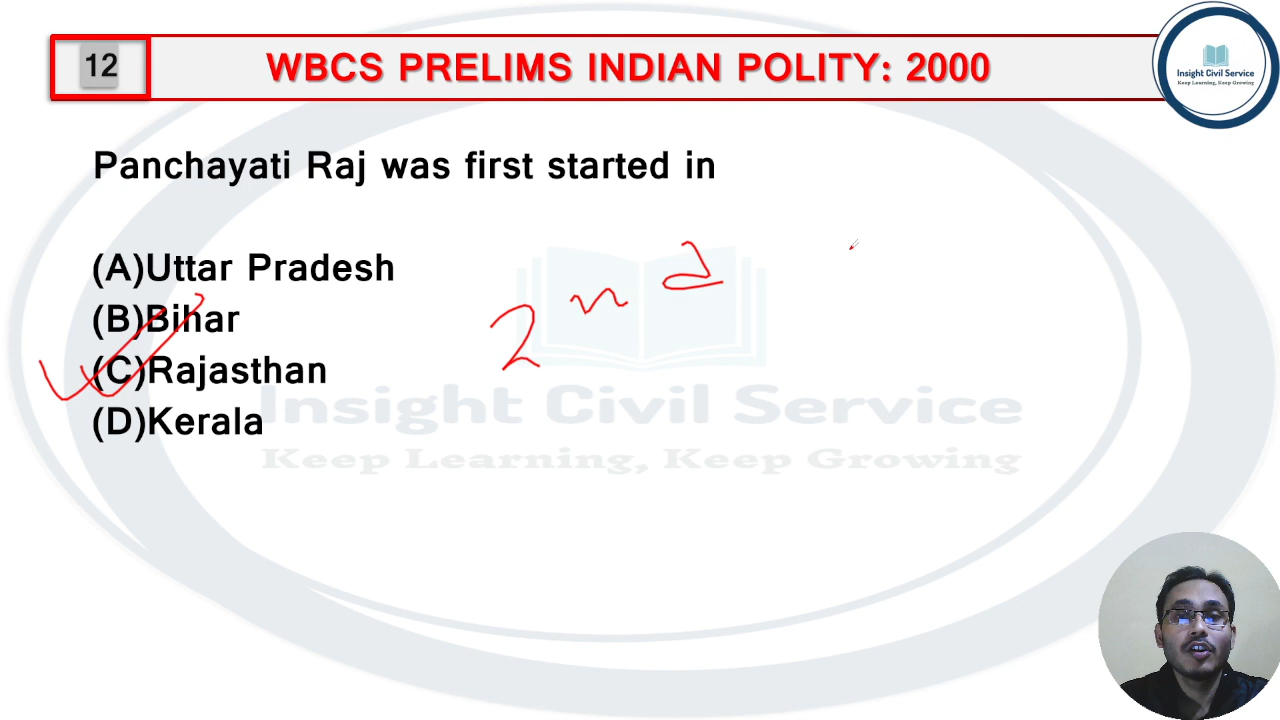 12
WBCS PRELIMS INDIAN POLITY: 2000
Insight Civil Service
Keep Learning, Keep Growing
Panchayati Raj was first started in
(A)Uttar Pradesh
(B)Bihar
(C)Rajasthan
(D)Kerala
2nd
Insight Civil Service
Keep Learning, Keep Growing